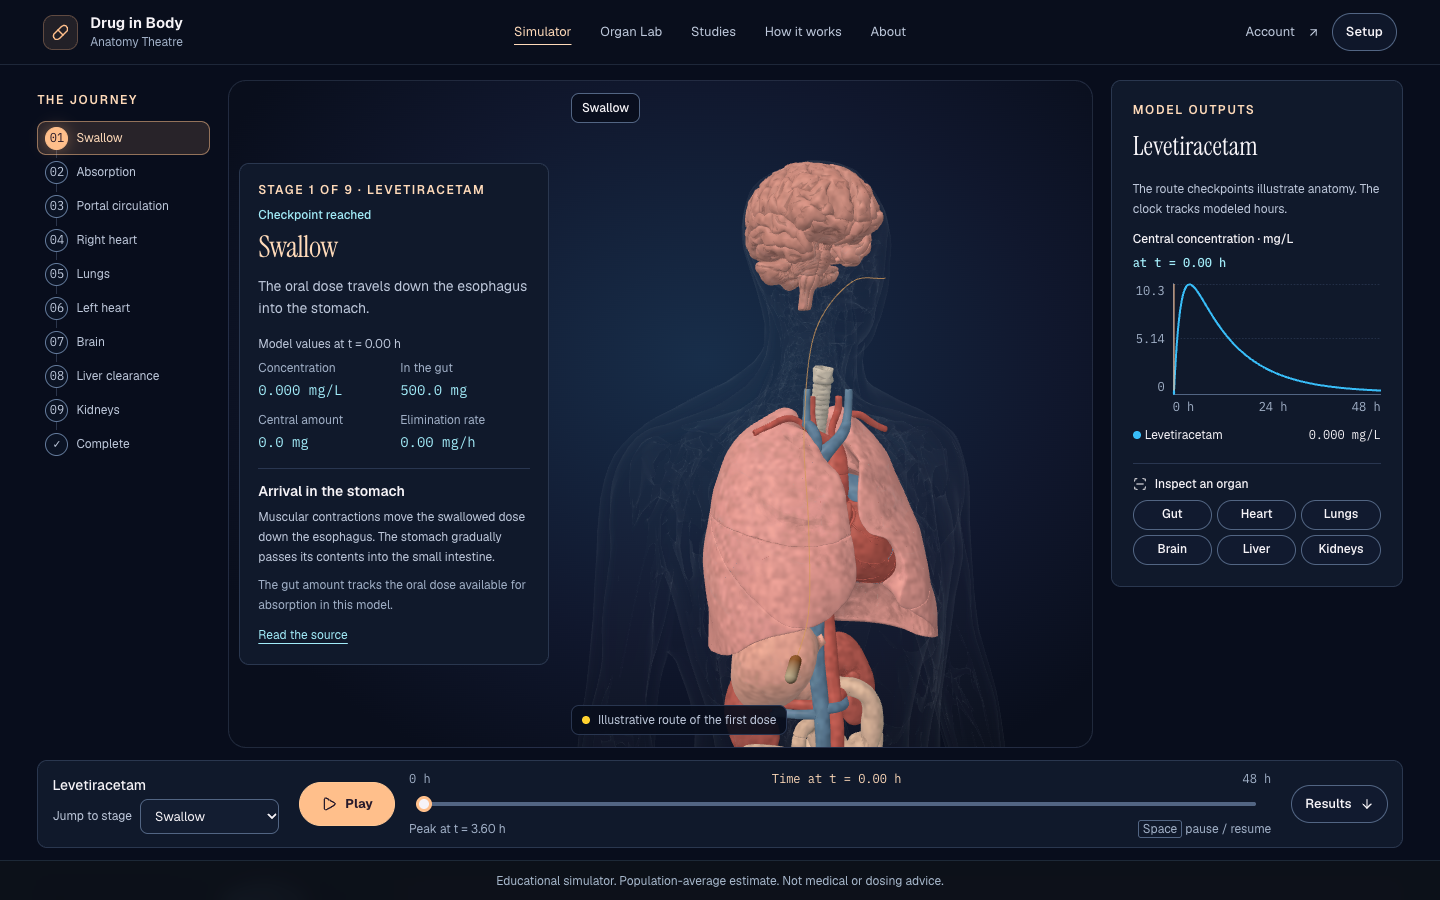 Drug in Body
Anatomy Theatre
Simulator
Organ Lab
Studies
How it works
About
Account ↗
Setup
THE JOURNEY
01 Swallow
02 Absorption
03 Portal circulation
04 Right heart
05 Lungs
06 Left heart
07 Brain
08 Liver clearance
09 Kidneys
✓ Complete
Swallow
STAGE 1 OF 9 · LEVETIRACETAM
Checkpoint reached
Swallow
The oral dose travels down the esophagus
into the stomach.
Model values at t = 0.00 h
Concentration
In the gut
0.000 mg/L
500.0 mg
Central amount
Elimination rate
0.0 mg
0.00 mg/h
Arrival in the stomach
Muscular contractions move the swallowed dose
down the esophagus. The stomach gradually
passes its contents into the small intestine.
The gut amount tracks the oral dose available for
absorption in this model.
Read the source
Illustrative route of the first dose
MODEL OUTPUTS
Levetiracetam
The route checkpoints illustrate anatomy. The
clock tracks modeled hours.
Central concentration · mg/L
at t = 0.00 h
10.3
5.14
0
0 h
24 h
48 h
Levetiracetam
0.000 mg/L
Inspect an organ
Gut
Heart
Lungs
Brain
Liver
Kidneys
Levetiracetam
Jump to stage
Swallow
Play
0 h
Time at t = 0.00 h
48 h
Peak at t = 3.60 h
Space pause / resume
Results ↓
Educational simulator. Population-average estimate. Not medical or dosing advice.